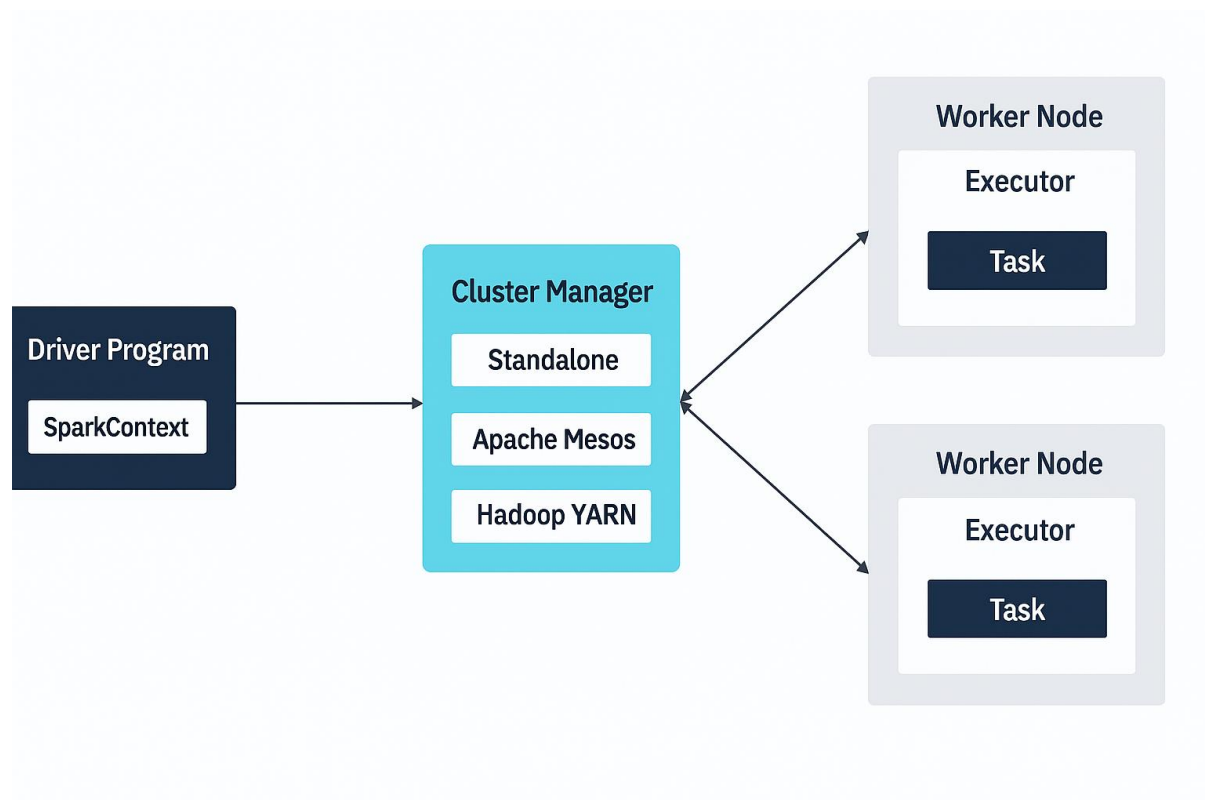 Driver Program
SparkContext
Cluster Manager
Standalone
Apache Mesos
Hadoop YARN
Worker Node
Executor
Task
Worker Node
Executor
Task